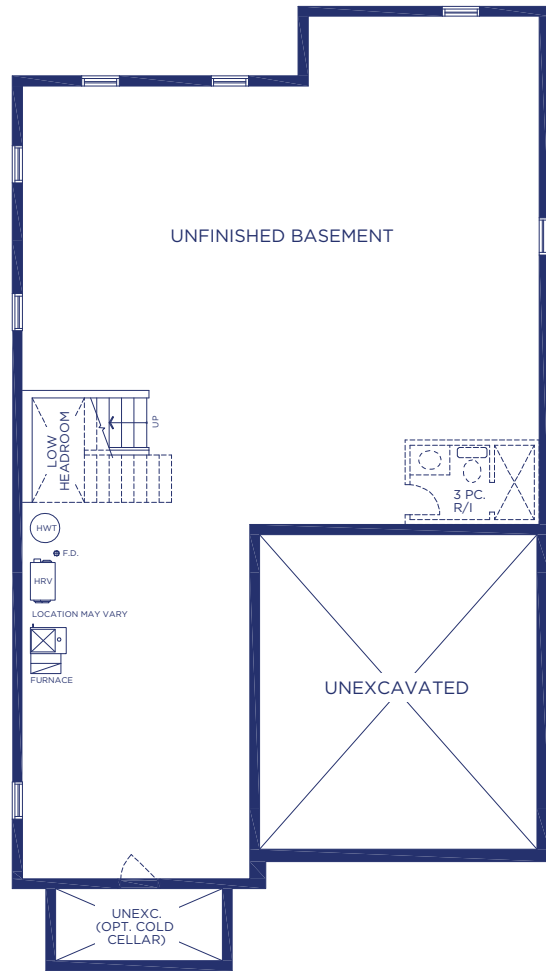 UNFINISHED BASEMENT
LOW
HEADROOM
UP
3 PC.
R/I
HWT
F.D.
HRV
LOCATION MAY VARY
FURNACE
UNEXCAVATED
UNEXC.
(OPT. COLD
CELLAR)